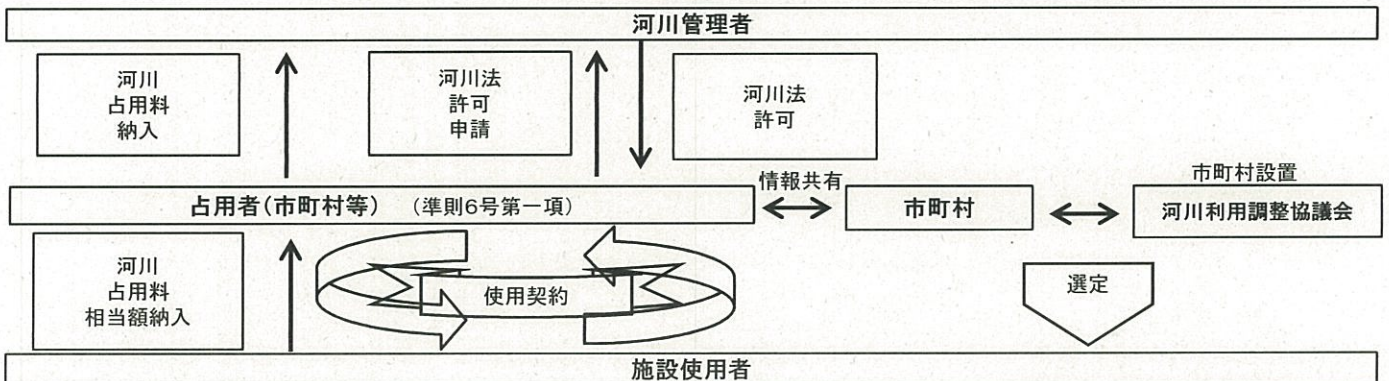 河川管理者
河川
占用料
納入
河川法
許可
申請
河川法
許可
占用者(市町村等) (準則6号第一項)
情報共有
市町村
市町村設置
河川利用調整協議会
河川
占用料
相当額納入
使用契約
選定
施設使用者